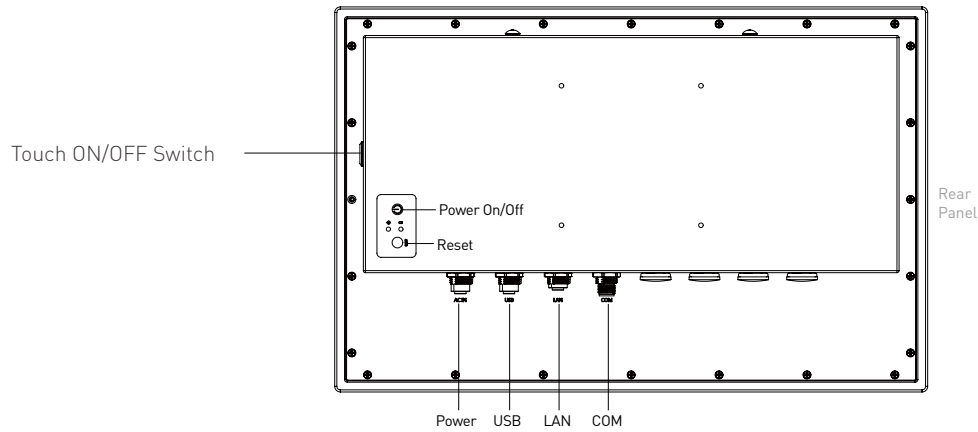 Touch ON/OFF Switch
Power On/Off
Reset
Rear
Panel
AC IN
USB
LAN
COM
Power USB LAN COM